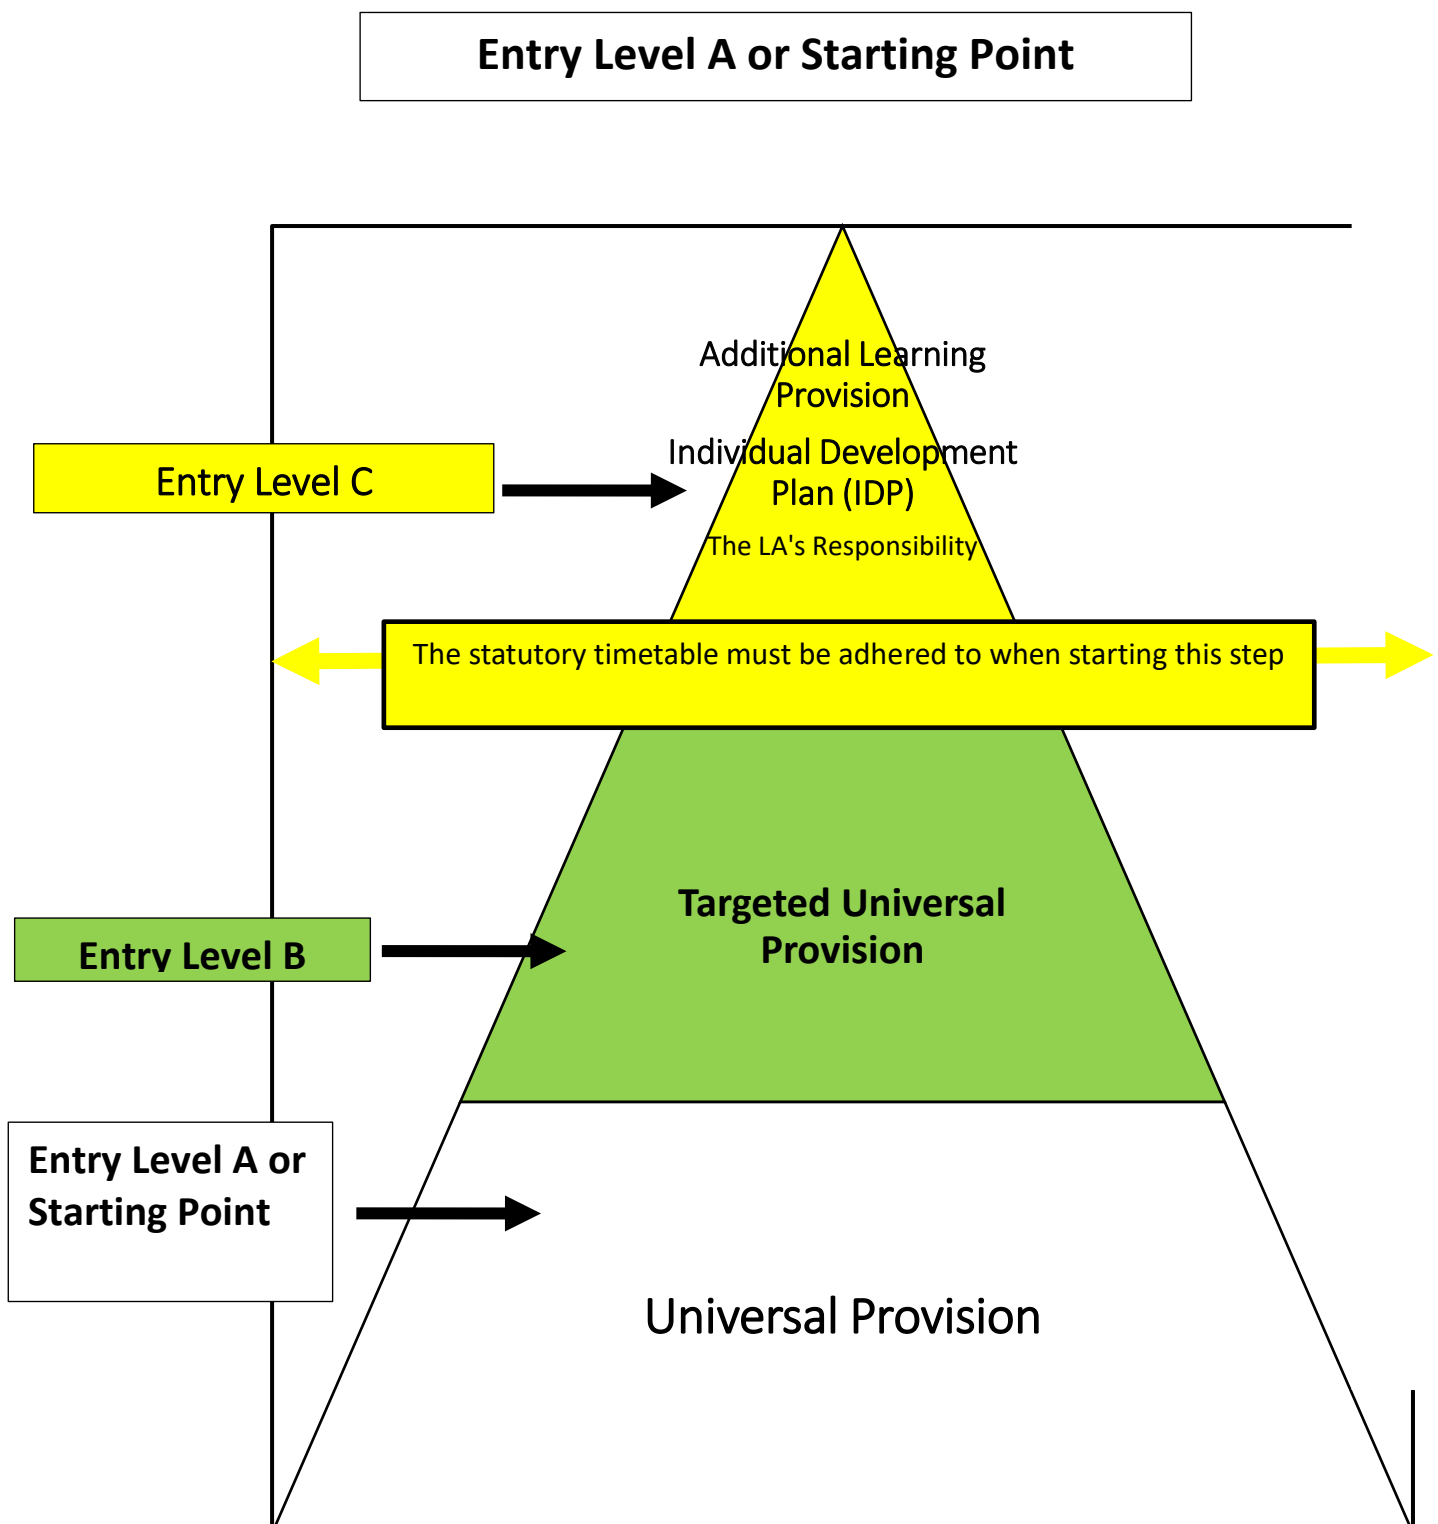 Entry Level A or Starting Point
Additional Learning
Provision
Individual Development
Plan (IDP)
The LA's Responsibility
Entry Level C
The statutory timetable must be adhered to when starting this step
Targeted Universal
Provision
Entry Level B
Entry Level A or
Starting Point
Universal Provision